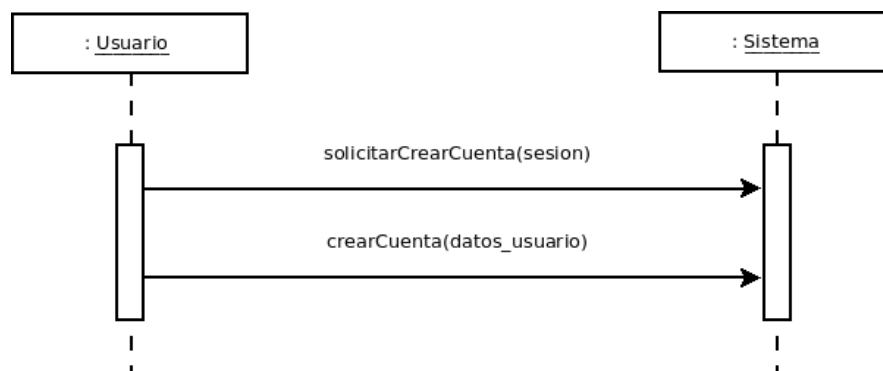 : Usuario
: Sistema
solicitarCrearCuenta(sesion)
crearCuenta(datos_usuario)